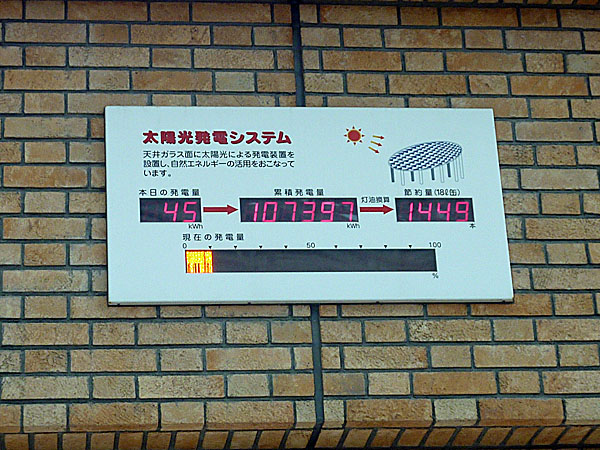 太陽光発電システム
天井ガラス面に太陽光による発電装置を
設置し、自然エネルギーの活用をおこなって
います。
本日の発電量 累積発電量 灯油換算 節約量(18ℓ缶)
45 107397 1449
kWh kWh 本
現在の発電量
0 50 100
%